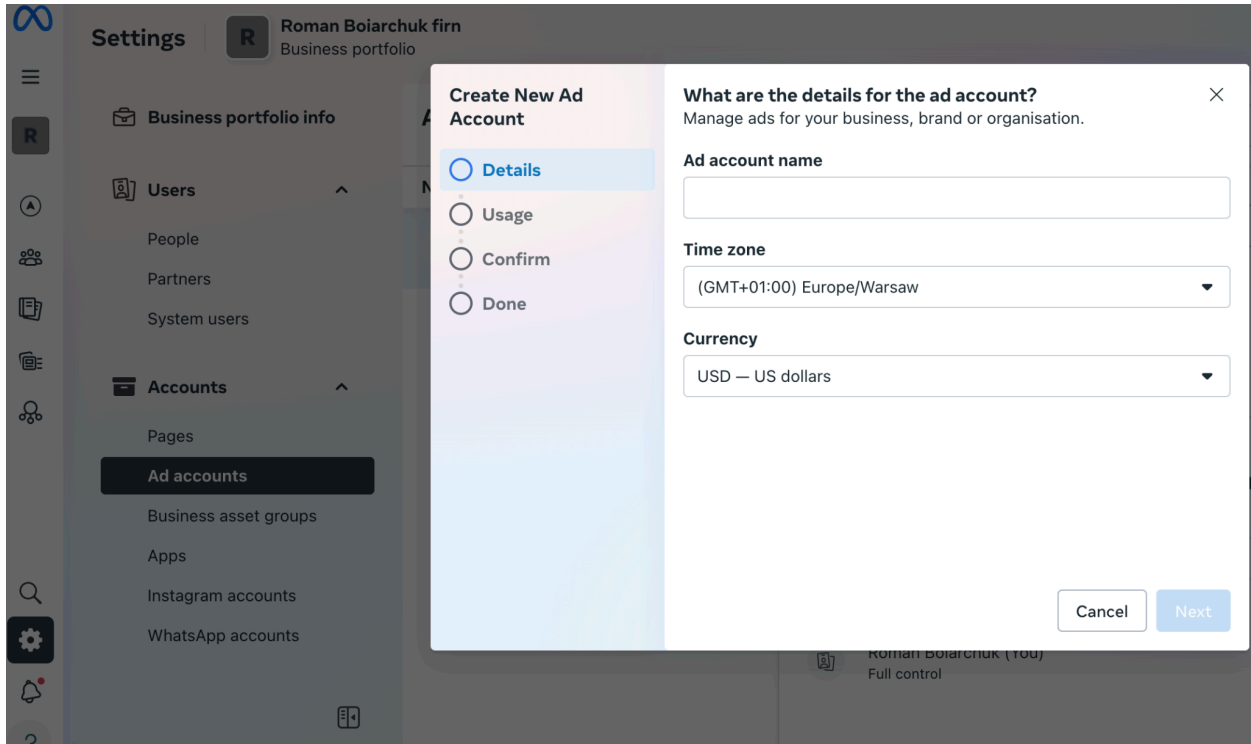 Settings
R
Roman Boiarchuk firn
Business portfolio
R
Business portfolio info
Users
People
Partners
System users
Accounts
Pages
Ad accounts
Business asset groups
Apps
Instagram accounts
WhatsApp accounts
Create New Ad
Account
Details
Usage
Confirm
Done
What are the details for the ad account?
Manage ads for your business, brand or organisation.
Ad account name
Time zone
(GMT+01:00) Europe/Warsaw
Currency
USD — US dollars
Cancel
Next
Roman Boiarchuk (You)
Full control